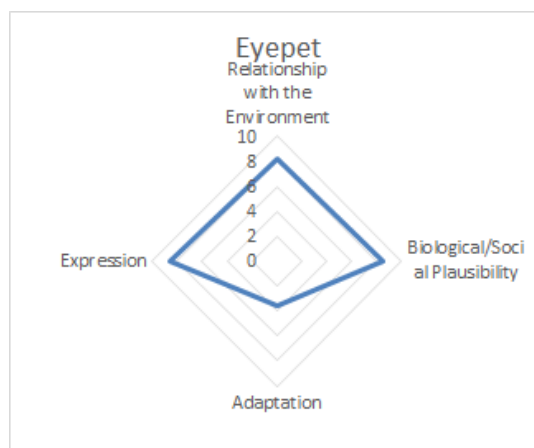 Eyepet
Relationship
with the
Environment
10
8
6
4
2
0
Expression
Biological/Soci
al Plausibility
Adaptation